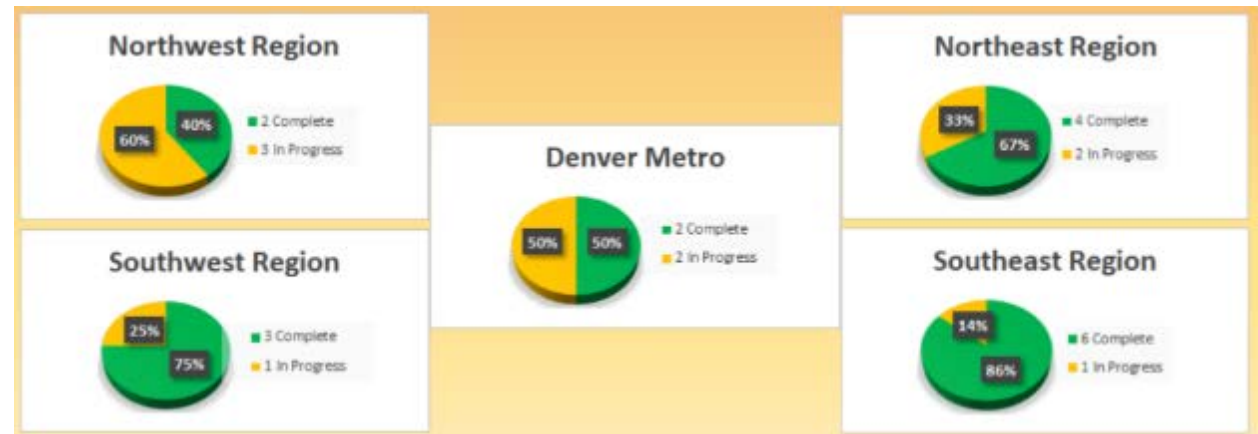 Northwest Region
40%
60%
2 Complete
3 In Progress
Southwest Region
25%
75%
3 Complete
1 In Progress
Denver Metro
50%
50%
2 Complete
2 In Progress
Northeast Region
33%
67%
4 Complete
2 In Progress
Southeast Region
14%
86%
6 Complete
1 In Progress